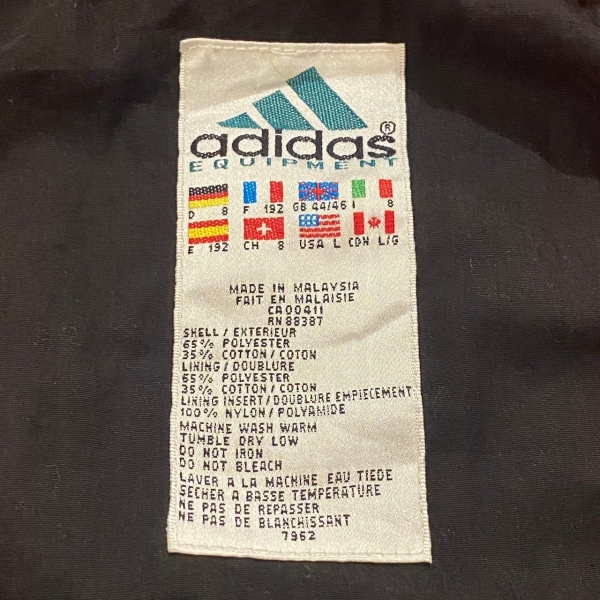 adidas®
EQUIPMENT
D 8 F 192 GB 44/46 I 8
E 192 CH 8 USA L CDN L/G
MADE IN MALAYSIA
FAIT EN MALAISIE
CA00411
RN88387
SHELL / EXTERIEUR
65% POLYESTER
35% COTTON / COTON
LINING / DOUBLURE
65% POLYESTER
35% COTTON / COTON
LINING INSERT / DOUBLURE EMPIECEMENT
100% NYLON / POLYAMIDE
MACHINE WASH WARM
TUMBLE DRY LOW
DO NOT IRON
DO NOT BLEACH
LAVER A LA MACHINE EAU TIEDE
SECHER A BASSE TEMPERATURE
NE PAS DE REPASSER
NE PAS DE BLANCHISSANT
7962